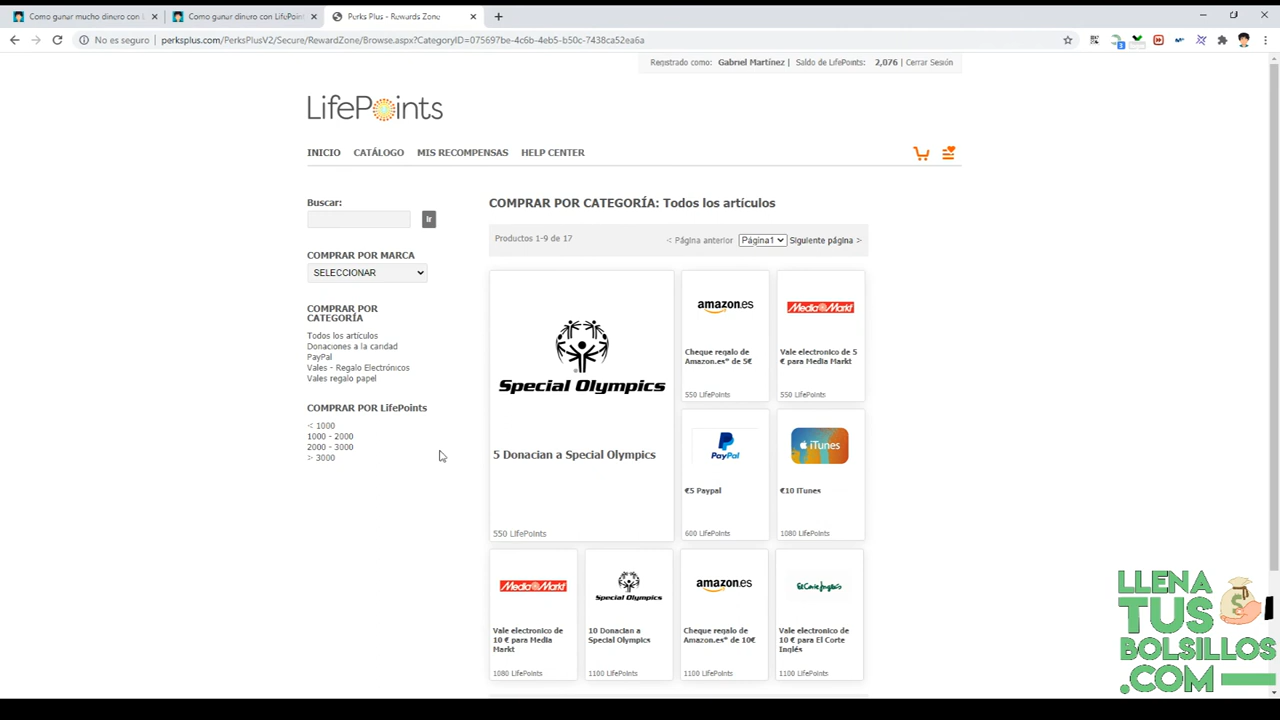 Como ganar mucho dinero con L
Como ganar dinero con LifePoint
Perks Plus - Rewards Zone
No es seguro
perksplus.com/PerksPlusV2/Secure/RewardZone/Browse.aspx?CategoryID=075697be-4c6b-4eb5-b50c-7438ca52ea6a
Registrado como: Gabriel Martínez | Saldo de LifePoints: 2,076 | Cerrar Sesión
LifePoints
INICIO CATÁLOGO MIS RECOMPENSAS HELP CENTER
Buscar:
Ir
COMPRAR POR MARCA
SELECCIONAR
COMPRAR POR
CATEGORÍA
Todos los artículos
Donaciones a la caridad
PayPal
Vales - Regalo Electrónicos
Vales regalo papel
COMPRAR POR LifePoints
< 1000
1000 - 2000
2000 - 3000
> 3000
COMPRAR POR CATEGORÍA: Todos los artículos
Productos 1-9 de 17
< Página anterior Página1 Siguiente página >
Special Olympics
5 Donacian a Special Olympics
550 LifePoints
amazon.es
Cheque regalo de
Amazon.es* de 5€
550 LifePoints
Media Markt
Vale electronico de 5
€ para Media Markt
550 LifePoints
PayPal
€5 Paypal
600 LifePoints
iTunes
€10 iTunes
1080 LifePoints
Media Markt
Vale electronico de
10 € para Media
Markt
1080 LifePoints
Special Olympics
10 Donacian a
Special Olympics
1100 LifePoints
amazon.es
Cheque regalo de
Amazon.es* de 10€
1100 LifePoints
El Corte Inglés
Vale electronico de
10 € para El Corte
Inglés
1100 LifePoints
LLENA
TUS
BOLSILLOS
.COM